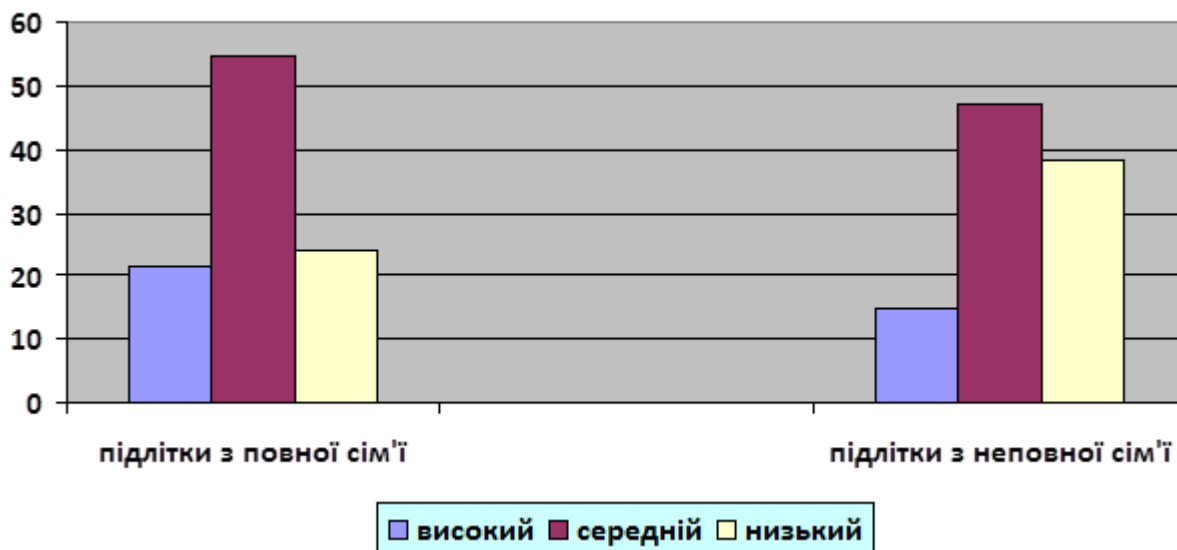 60
50
40
30
20
10
0
підлітки з повної сім'ї
підлітки з неповної сім'ї
високий середній низький